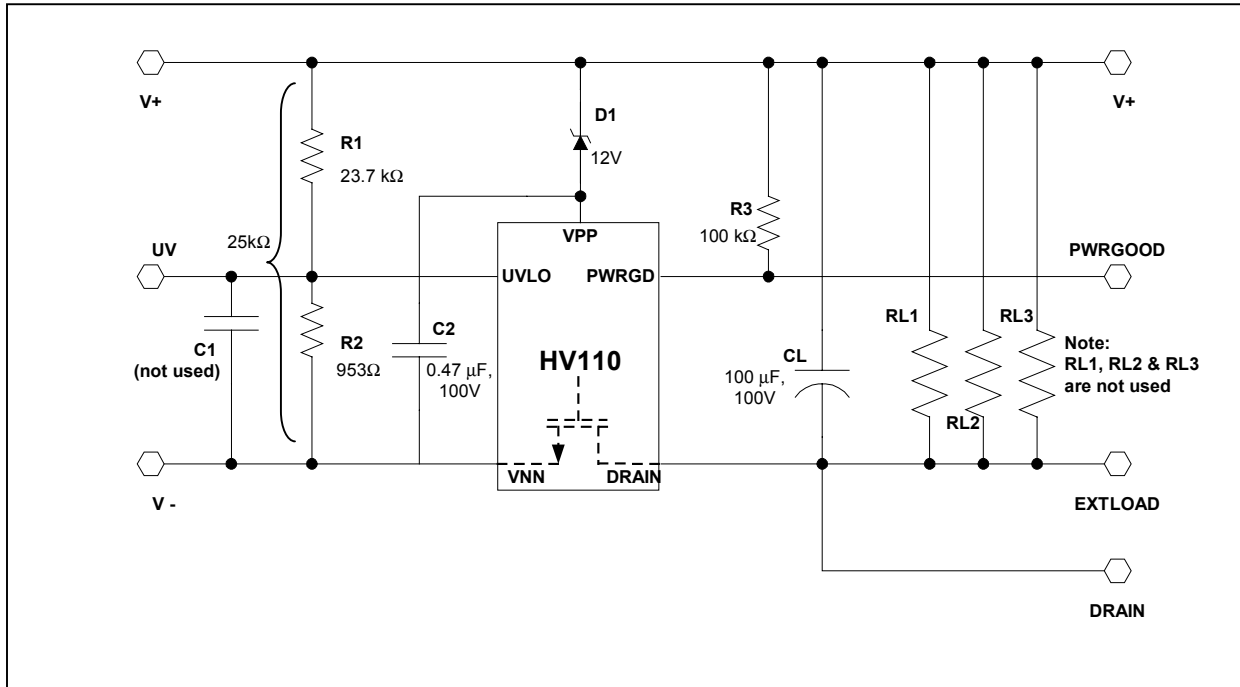 V+
V+
D1
12V
R1
23.7 kΩ
R3
100 kΩ
VPP
UV
25kΩ
UVLO
PWRGD
PWRGOOD
C1
(not used)
R2
953Ω
C2
0.47 µF,
100V
HV110
CL
100 µF,
100V
RL1
RL2
RL3
Note:
RL1, RL2 & RL3
are not used
VNN
DRAIN
V -
EXTLOAD
DRAIN